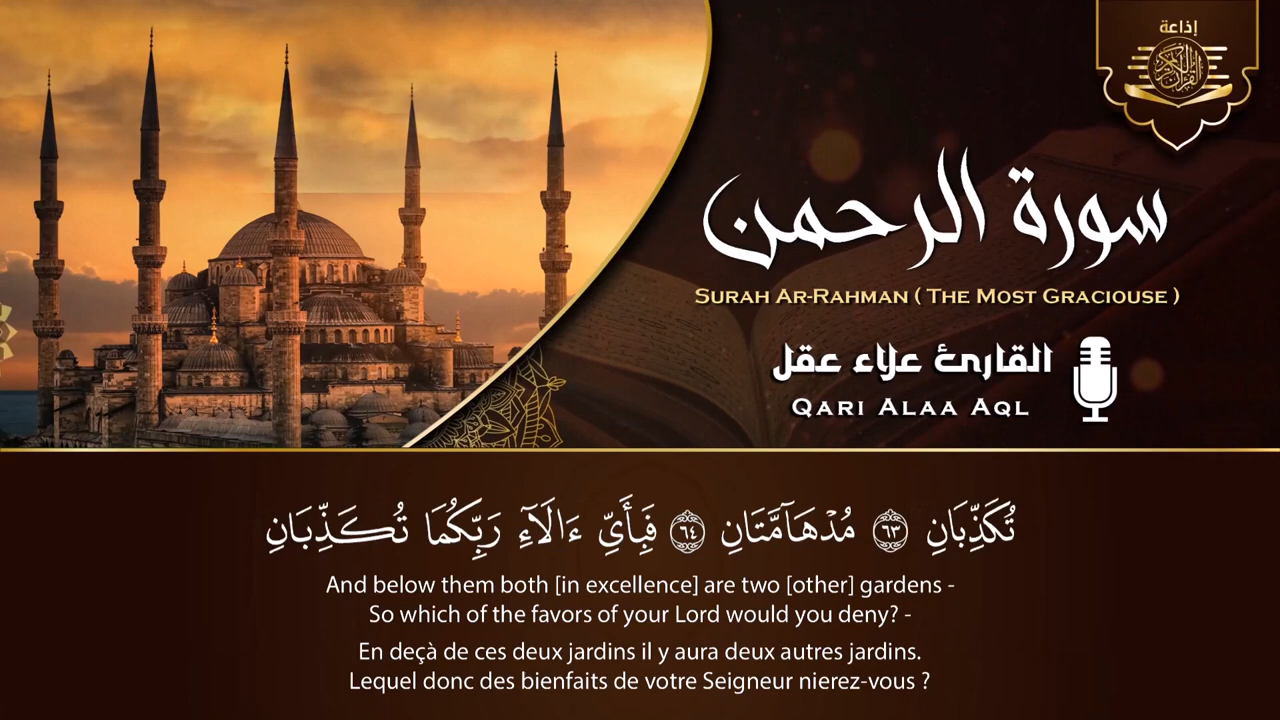 إذاعة
القرآن الكريم
سورة الرحمن
SURAH AR-RAHMAN ( THE MOST GRACIOUSE )
القارئ علاء عقل
QARI ALAA AQL
تُكَذِّبَانِ ٦٣ مُدْهَآمَّتَانِ ٦٤ فَبِأَىِّ ءَالَآءِ رَبِّكُمَا تُكَذِّبَانِ
And below them both [in excellence] are two [other] gardens -
So which of the favors of your Lord would you deny? -
En deçà de ces deux jardins il y aura deux autres jardins.
Lequel donc des bienfaits de votre Seigneur nierez-vous ?